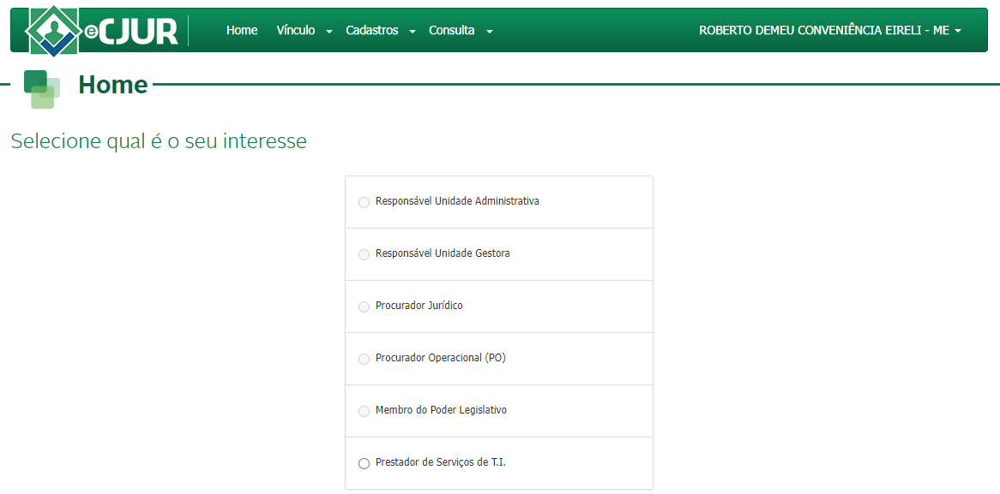 eCJUR
Home Vínculo Cadastros Consulta ROBERTO DEMEU CONVENIÊNCIA EIRELI - ME
Home
Selecione qual é o seu interesse
Responsável Unidade Administrativa
Responsável Unidade Gestora
Procurador Jurídico
Procurador Operacional (PO)
Membro do Poder Legislativo
Prestador de Serviços de T.I.